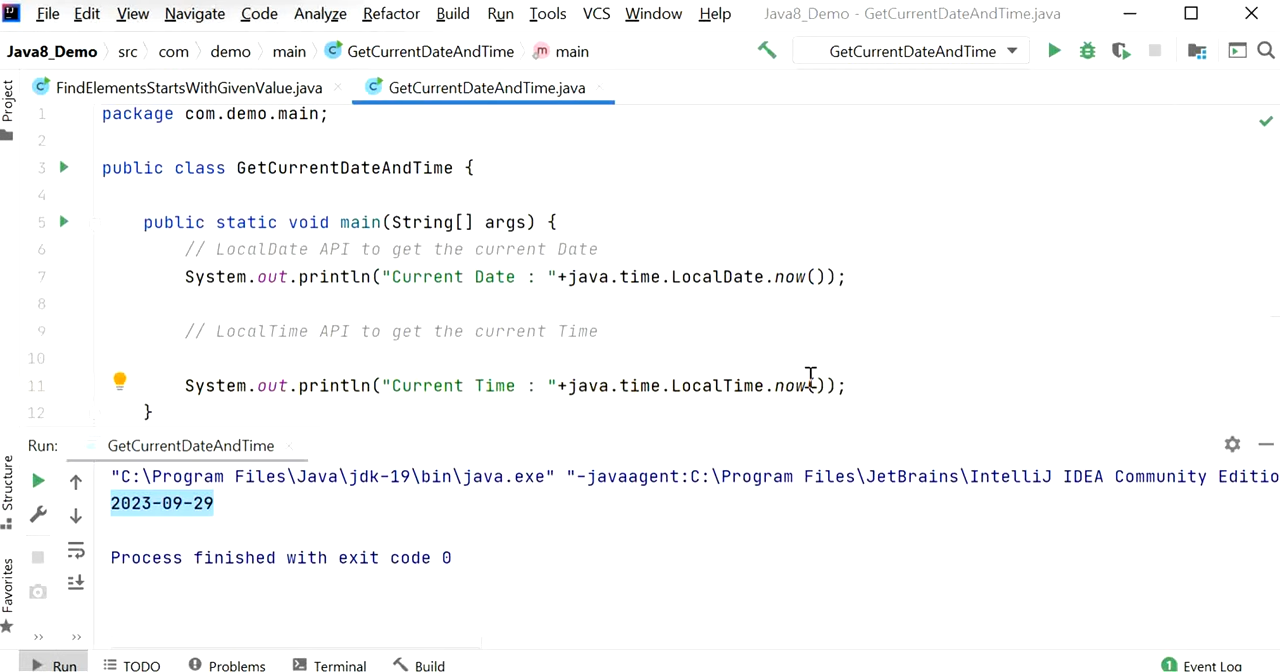 File Edit View Navigate Code Analyze Refactor Build Run Tools VCS Window Help Java8_Demo - GetCurrentDateAndTime.java
Java8_Demo src com demo main GetCurrentDateAndTime main GetCurrentDateAndTime
FindElementsStartsWithGivenValue.java GetCurrentDateAndTime.java
Project
1 package com.demo.main;
2
3 public class GetCurrentDateAndTime {
4
5 public static void main(String[] args) {
6 // LocalDate API to get the current Date
7 System.out.println("Current Date : "+java.time.LocalDate.now());
8
9 // LocalTime API to get the current Time
10
11 System.out.println("Current Time : "+java.time.LocalTime.now());
12 }
Run: GetCurrentDateAndTime
"C:\Program Files\Java\jdk-19\bin\java.exe" "-javaagent:C:\Program Files\JetBrains\IntelliJ IDEA Community Editio
2023-09-29
Process finished with exit code 0
Structure
Favorites
Run TODO Problems Terminal Build 1 Event Log